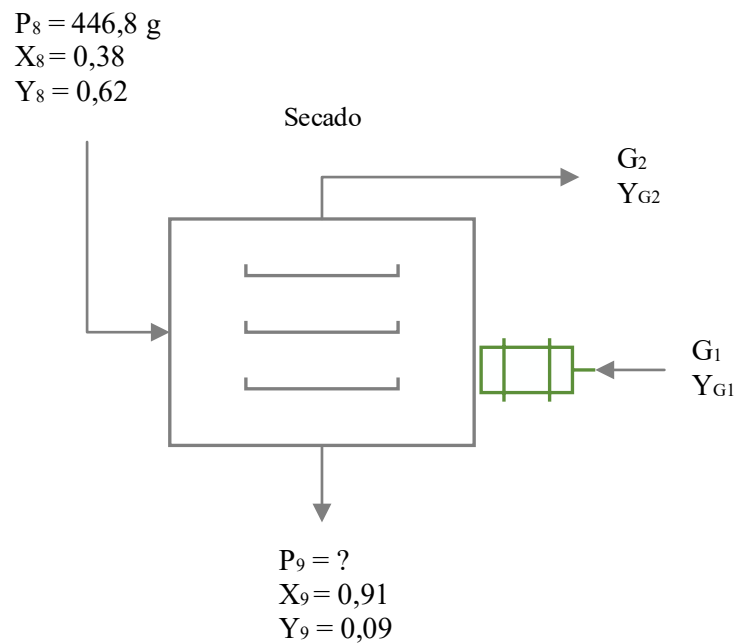 P₈ = 446,8 g
X₈ = 0,38
Y₈ = 0,62
Secado
G₂
Y_G2
G₁
Y_G1
P₉ = ?
X₉ = 0,91
Y₉ = 0,09